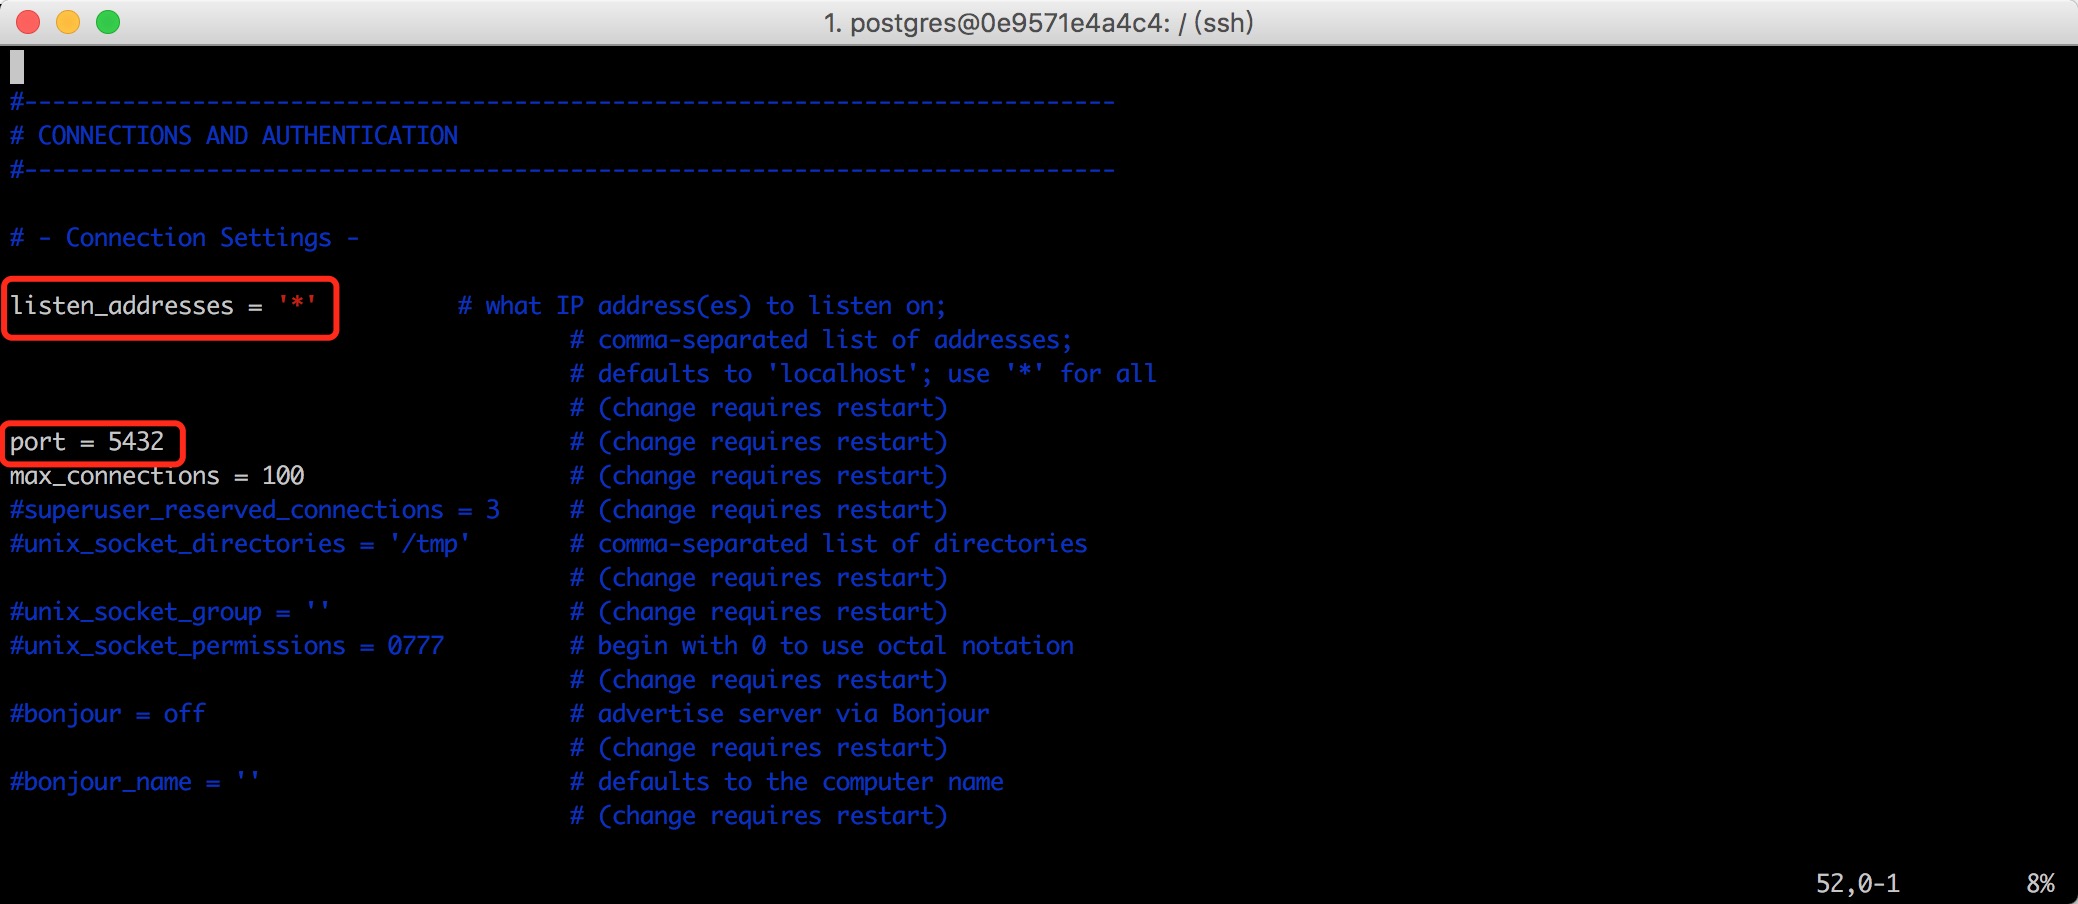 1. postgres@0e9571e4a4c4: / (ssh)
#------------------------------------------------------------------------------
# CONNECTIONS AND AUTHENTICATION
#------------------------------------------------------------------------------
# - Connection Settings -
listen_addresses = '*'          # what IP address(es) to listen on;
# comma-separated list of addresses;
# defaults to 'localhost'; use '*' for all
# (change requires restart)
port = 5432                             # (change requires restart)
max_connections = 100                   # (change requires restart)
#superuser_reserved_connections = 3     # (change requires restart)
#unix_socket_directories = '/tmp'       # comma-separated list of directories
# (change requires restart)
#unix_socket_group = ''                 # (change requires restart)
#unix_socket_permissions = 0777         # begin with 0 to use octal notation
# (change requires restart)
#bonjour = off                          # advertise server via Bonjour
# (change requires restart)
#bonjour_name = ''                      # defaults to the computer name
# (change requires restart)
52,0-1         8%